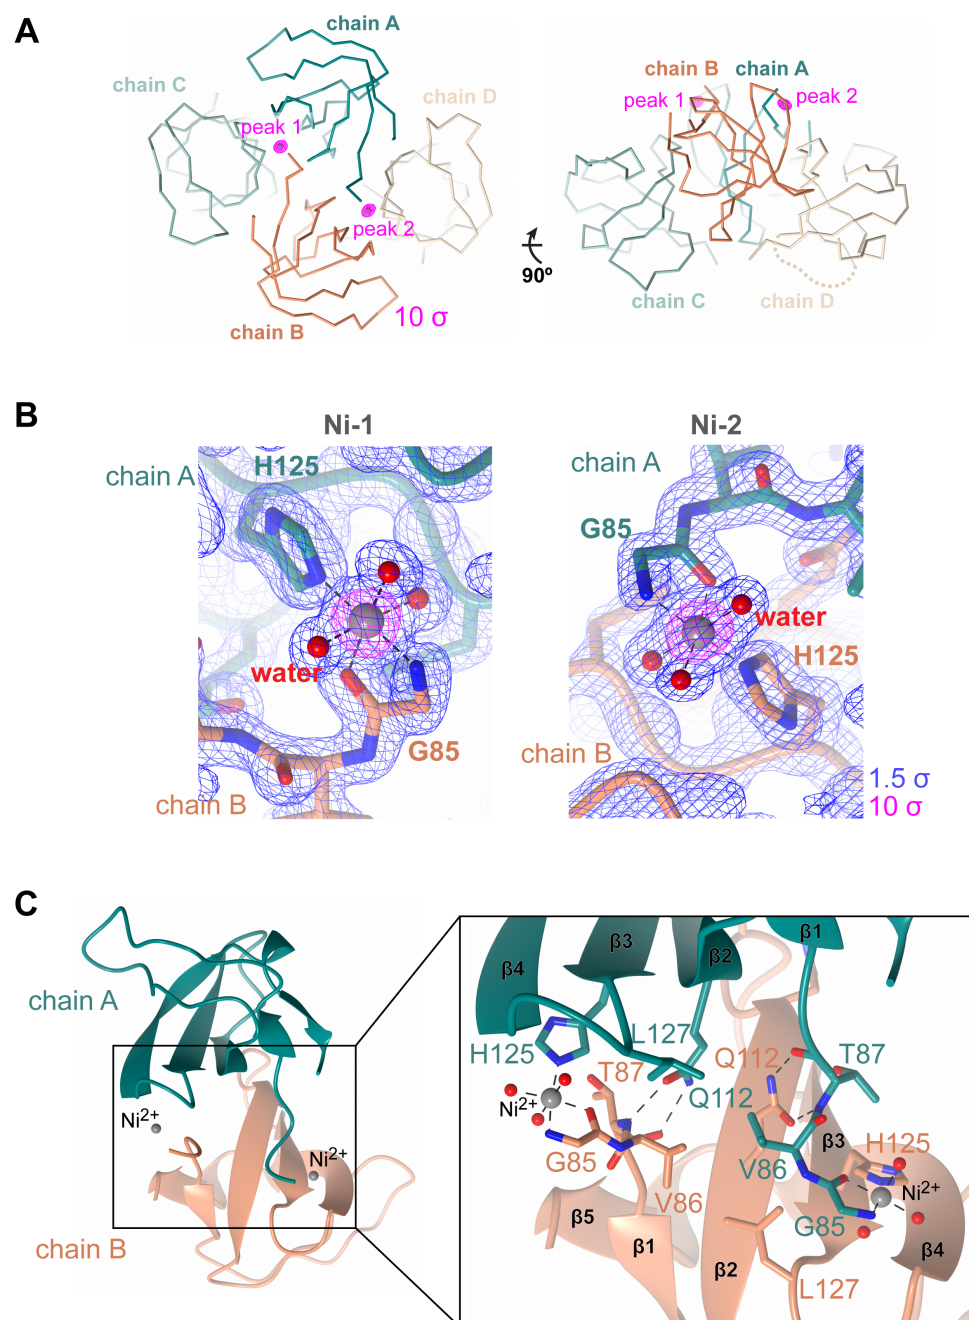 A
chain A
chain C
chain D
peak 1
peak 2
chain B
10 σ
90º
chain B
chain A
peak 1
peak 2
chain C
chain D
B
Ni-1
Ni-2
chain A
H125
water
G85
chain B
chain A
G85
water
H125
chain B
1.5 σ
10 σ
C
chain A
Ni2+
Ni2+
chain B
β4
β3
β2
β1
H125
L127
T87
Q112
Q112
T87
Ni2+
G85
V86
V86
β3
H125
Ni2+
G85
β5
β1
β2
β4
L127